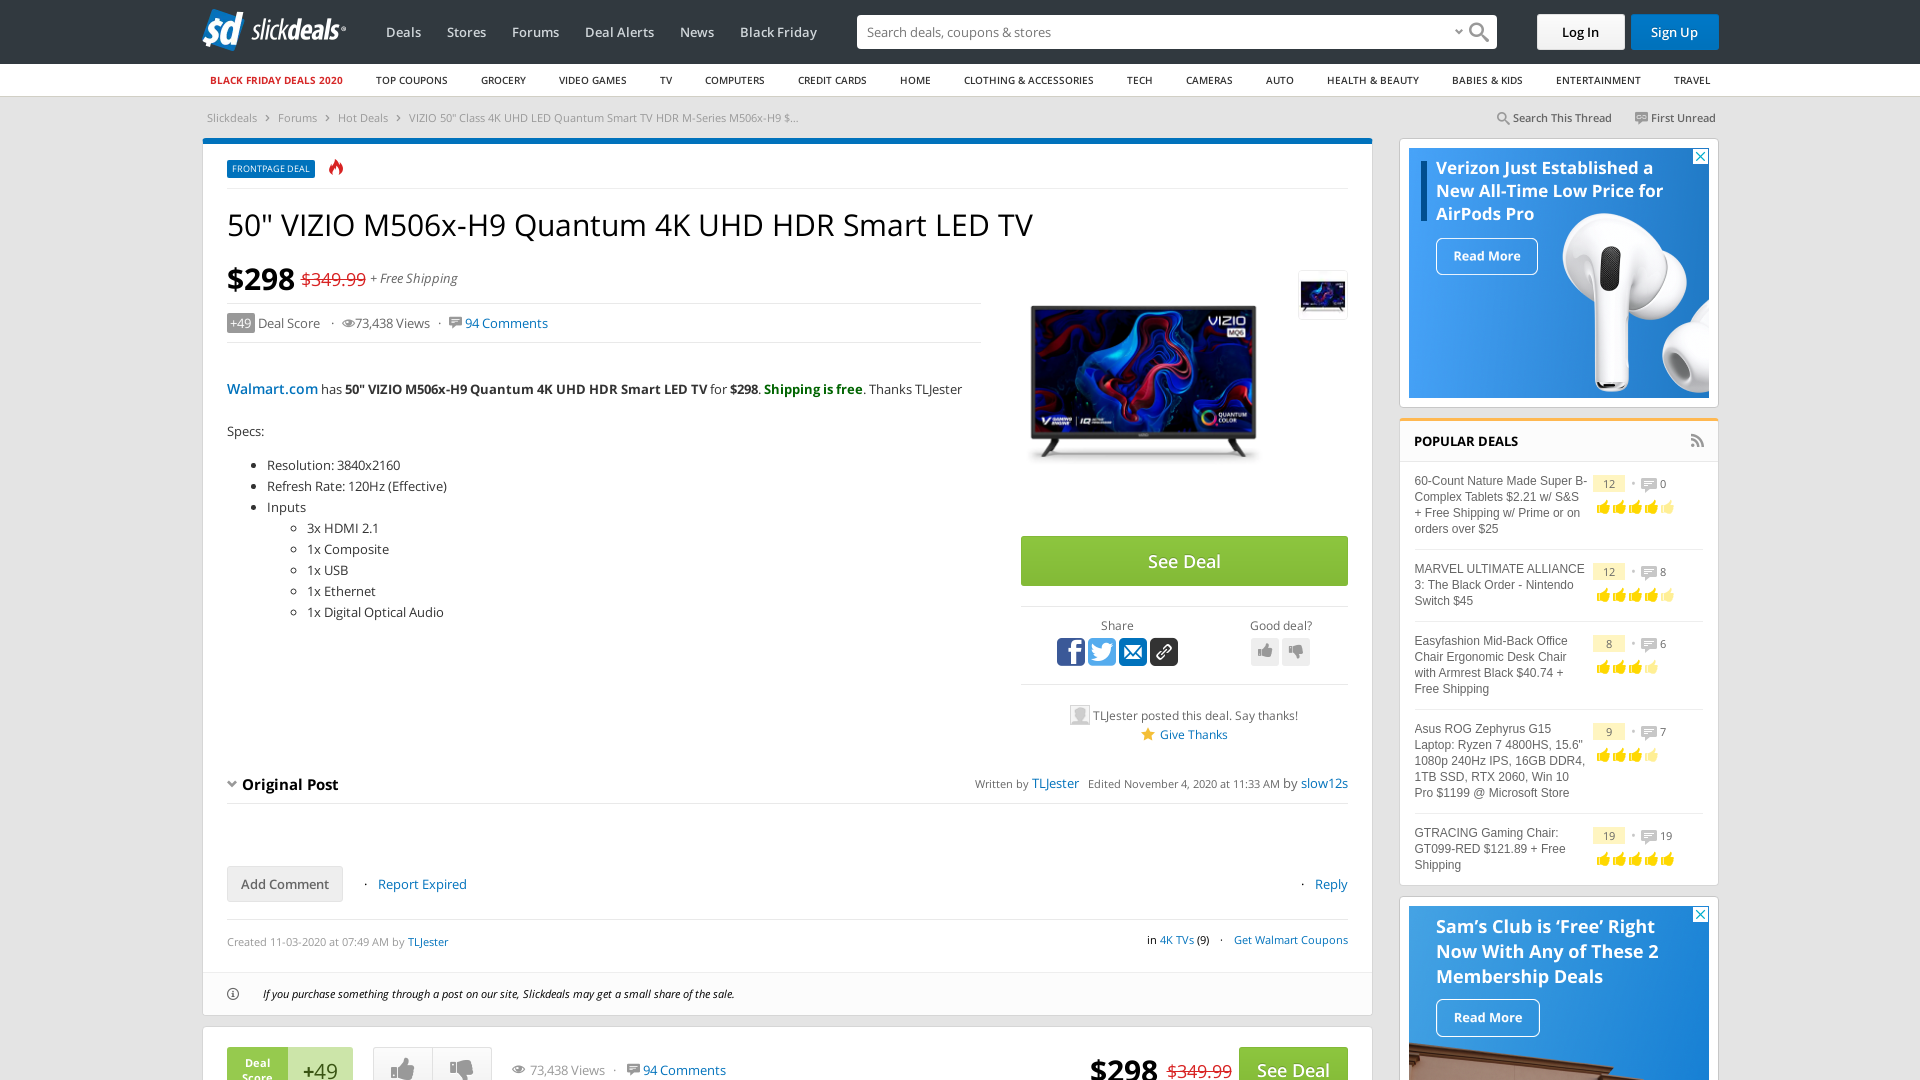 sd slickdeals
Deals Stores Forums Deal Alerts News Black Friday
Search deals, coupons & shopping
Log In Sign Up
BLACK FRIDAY DEALS 2020 TOP COUPONS GROCERY VIDEO GAMES TV COMPUTERS CREDIT CARDS HOME CLOTHING & ACCESSORIES TECH CAMERAS AUTO HEALTH & BEAUTY BABIES & KIDS ENTERTAINMENT TRAVEL
Slickdeals › Forums › Hot Deals › VIZIO 50" Class 4K UHD LED Quantum Smart TV HDR M-Series M506x-H9 $...
Search This Thread First Unread
FRONTPAGE DEAL
50" VIZIO M506x-H9 Quantum 4K UHD HDR Smart LED TV
$298 $349.99 + Free Shipping
+49 Deal Score · 73,438 Views · 94 Comments
Walmart.com has 50" VIZIO M506x-H9 Quantum 4K UHD HDR Smart LED TV for $298. Shipping is free. Thanks TLJester
Specs:
• Resolution: 3840x2160
• Refresh Rate: 120Hz (Effective)
• Inputs
◦ 3x HDMI 2.1
◦ 1x Composite
◦ 1x USB
◦ 1x Ethernet
◦ 1x Digital Optical Audio
VIZIO
MQ6
QUANTUM
COLOR
See Deal
Share
Good deal?
TLJester posted this deal. Say thanks!
Give Thanks
Original Post
Written by TLJester Edited November 4, 2020 at 11:33 AM by slow12s
Add Comment · Report Expired
· Reply
Created 11-03-2020 at 07:49 AM by TLJester
in 4K TVs (9) · Get Walmart Coupons
If you purchase something through a post on our site, Slickdeals may get a small share of the sale.
Deal
Score
+49
73,438 Views · 94 Comments
$298 $349.99 See Deal
Verizon Just Established a
New All-Time Low Price for
AirPods Pro
Read More
POPULAR DEALS
60-Count Nature Made Super B-
Complex Tablets $2.21 w/ S&S
+ Free Shipping w/ Prime or on
orders over $25
12 • 0
MARVEL ULTIMATE ALLIANCE
3: The Black Order - Nintendo
Switch $45
12 • 8
Easyfashion Mid-Back Office
Chair Ergonomic Desk Chair
with Armrest Black $40.74 +
Free Shipping
8 • 6
Asus ROG Zephyrus G15
Laptop: Ryzen 7 4800HS, 15.6"
1080p 240Hz IPS, 16GB DDR4,
1TB SSD, RTX 2060, Win 10
Pro $1199 @ Microsoft Store
9 • 7
GTRACING Gaming Chair:
GT099-RED $121.89 + Free
Shipping
19 • 19
Sam's Club is 'Free' Right
Now With Any of These 2
Membership Deals
Read More